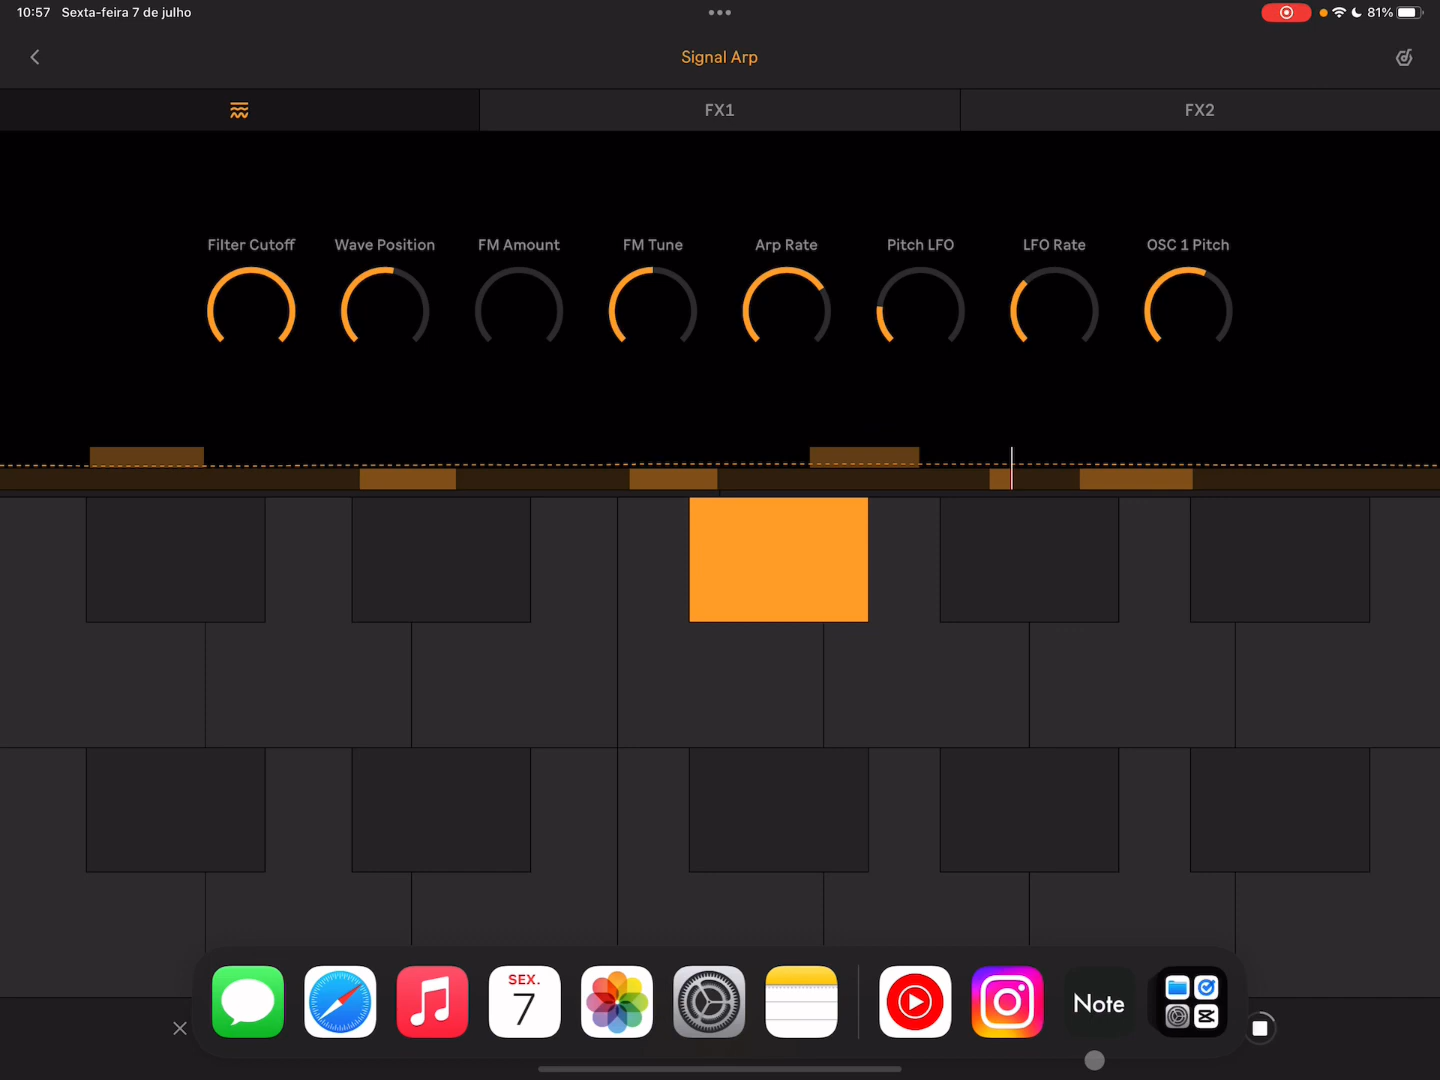 10:57 Sexta-feira 7 de julho
81%
Signal Arp
FX1
FX2
Filter Cutoff
Wave Position
FM Amount
FM Tune
Arp Rate
Pitch LFO
LFO Rate
OSC 1 Pitch
SEX.
7
Note